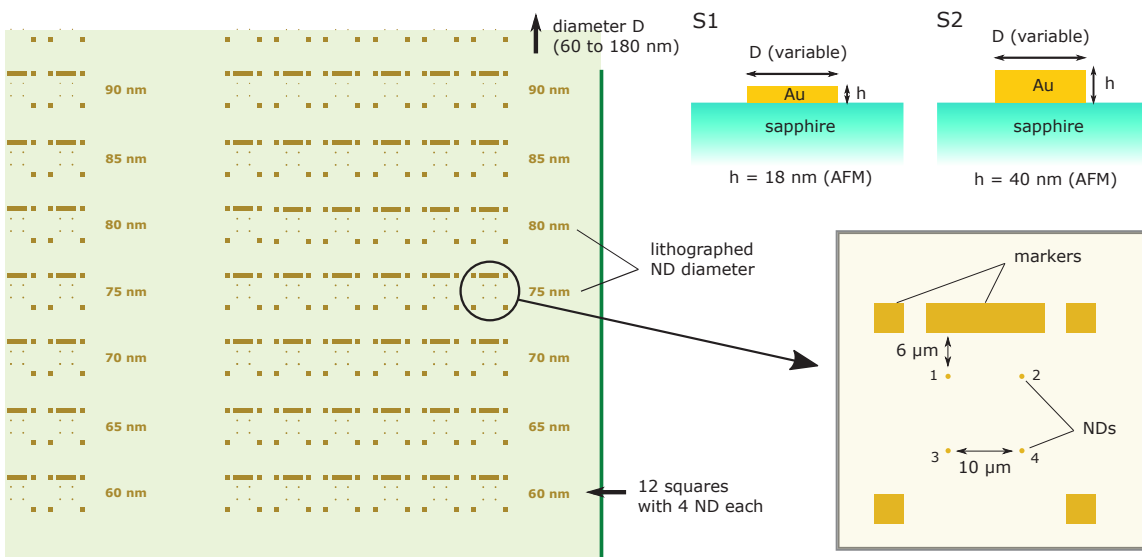 diameter D
(60 to 180 nm)
90 nm
90 nm
85 nm
85 nm
80 nm
80 nm
75 nm
75 nm
70 nm
70 nm
65 nm
65 nm
60 nm
60 nm
lithographed
ND diameter
12 squares
with 4 ND each
S1
D (variable)
Au
h
sapphire
h = 18 nm (AFM)
S2
D (variable)
Au
h
sapphire
h = 40 nm (AFM)
markers
6 μm
1
2
NDs
3
4
10 μm